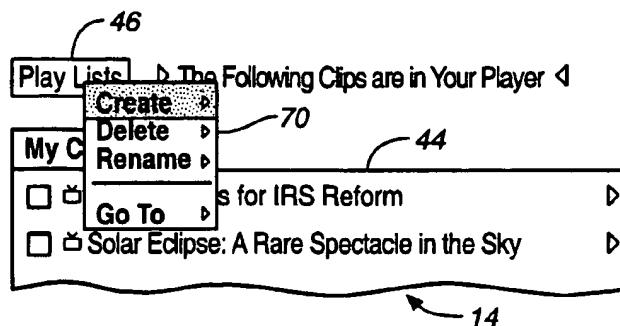 46
Play Lists ▷ The Following Clips are in Your Player ◁
Create ▷
Delete ▷
70
My C
Rename ▷
44
s for IRS Reform ▷
Go To ▷
Solar Eclipse: A Rare Spectacle in the Sky ▷
14